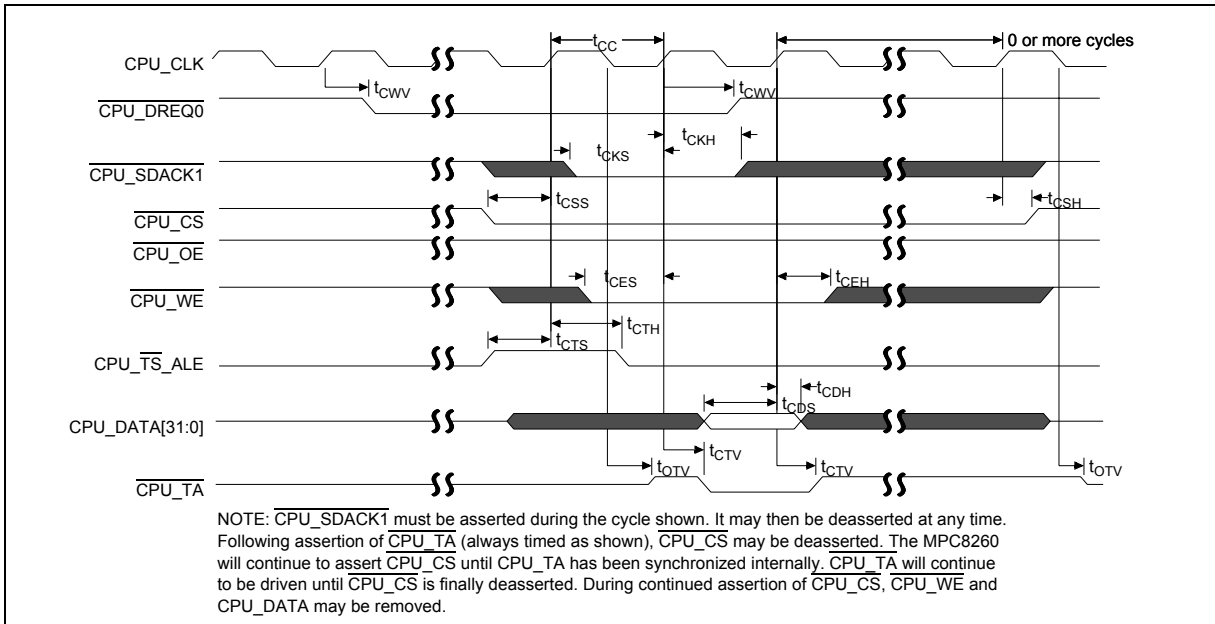 tCC
0 or more cycles
CPU_CLK
tCWV
tCWV
CPU_DREQ0
tCKH
tCKS
CPU_SDACK1
tCSS
tCSH
CPU_CS
CPU_OE
tCES
tCEH
CPU_WE
tCTH
tCTS
CPU_TS_ALE
tCDH
tCDS
CPU_DATA[31:0]
tCTV
tOTV
tCTV
tOTV
CPU_TA
NOTE: CPU_SDACK1 must be asserted during the cycle shown. It may then be deasserted at any time.
Following assertion of CPU_TA (always timed as shown), CPU_CS may be deasserted. The MPC8260
will continue to assert CPU_CS until CPU_TA has been synchronized internally. CPU_TA will continue
to be driven until CPU_CS is finally deasserted. During continued assertion of CPU_CS, CPU_WE and
CPU_DATA may be removed.